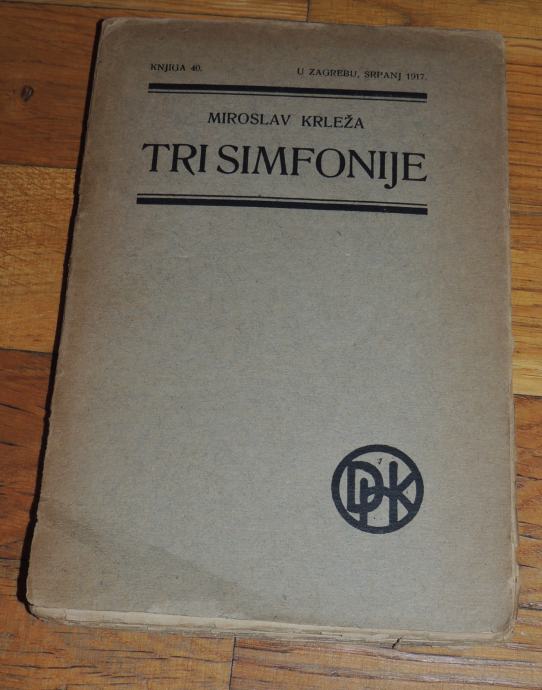 KNJIGA 40. U ZAGREBU, SRPANJ 1917.
MIROSLAV KRLEŽA
TRI SIMFONIJE
DHK